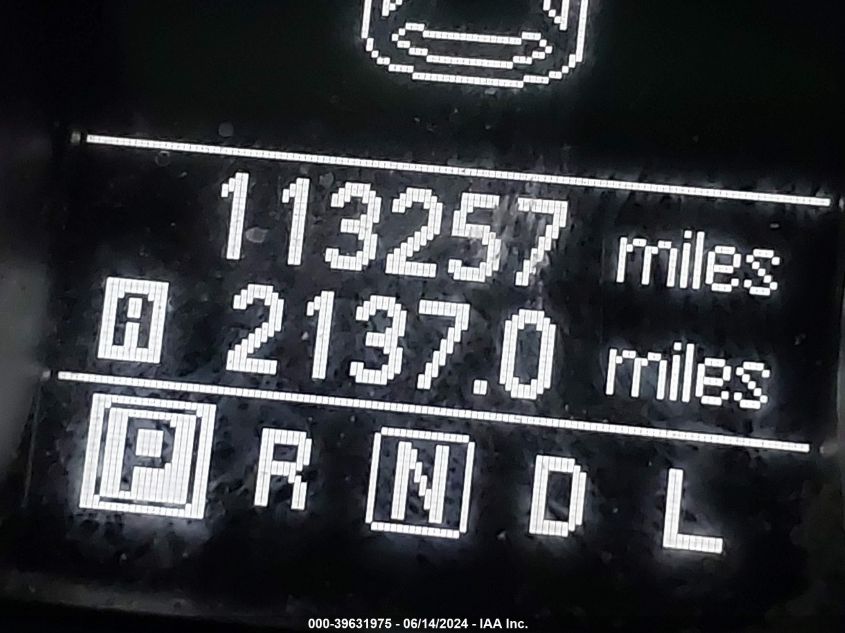 113257 miles
i 2137.0 miles
P R N D L
000-39631975 - 06/14/2024 - IAA Inc.